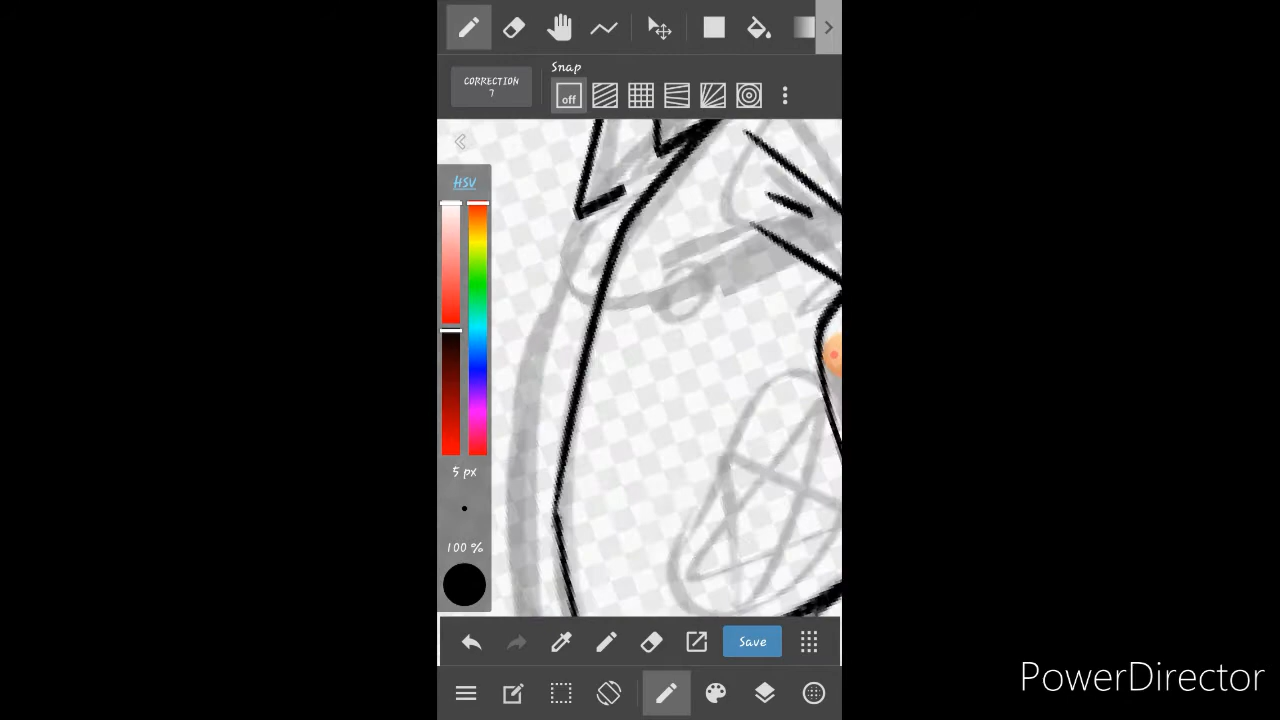 Snap
CORRECTION
7
off
HSV
5 px
100 %
Save
PowerDirector